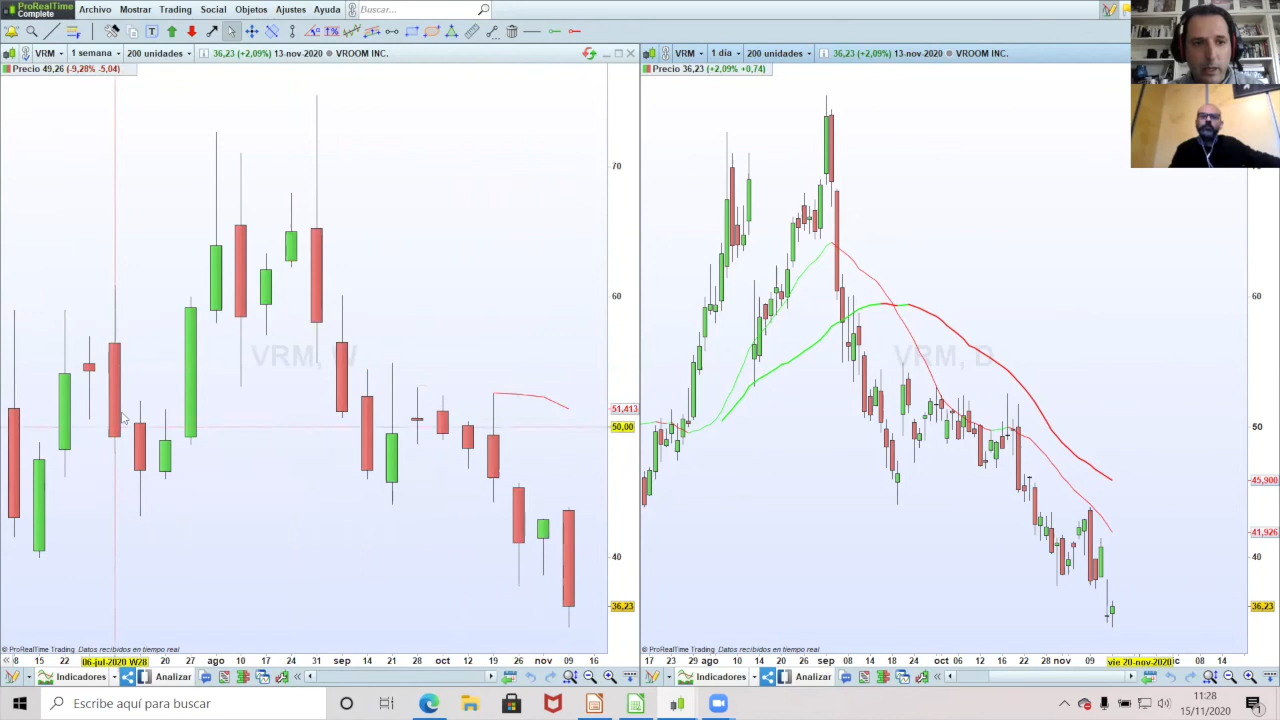 ProRealTime
Complete
Archivo Mostrar Trading Social Objetos Ajustes Ayuda Buscar...
VRM 1 semana 200 unidades 36,23 (+2,09%) 13-nov-2020 VROOM INC.
VRM 1 día 200 unidades 36,23 (+2,09%) 13-nov-2020 VROOM INC.
Precio 49,26 (-9,28% -5,04)
Precio 36,23 (+2,09% +0,74)
70
60
VRM, W
51,413
50,00
40
36,23
60
VRM, D
50
45,900
41,926
40
36,23
© ProRealTime.com Datos recibidos en tiempo real
© ProRealTime.com Datos recibidos en tiempo real
8 15 22 06-jul-2020 W28 20 27 ago 10 17 24 31 sep 14 21 oct 12 19 26 nov 09 16
17 23 29 ago 10 14 20 26 sep 08 14 18 24 oct 06 12 16 22 28 nov 09 vie 20-nov-2020 dic 08 14
Indicadores Analizar
Indicadores Analizar
Escribe aquí para buscar
11:28
15/11/2020